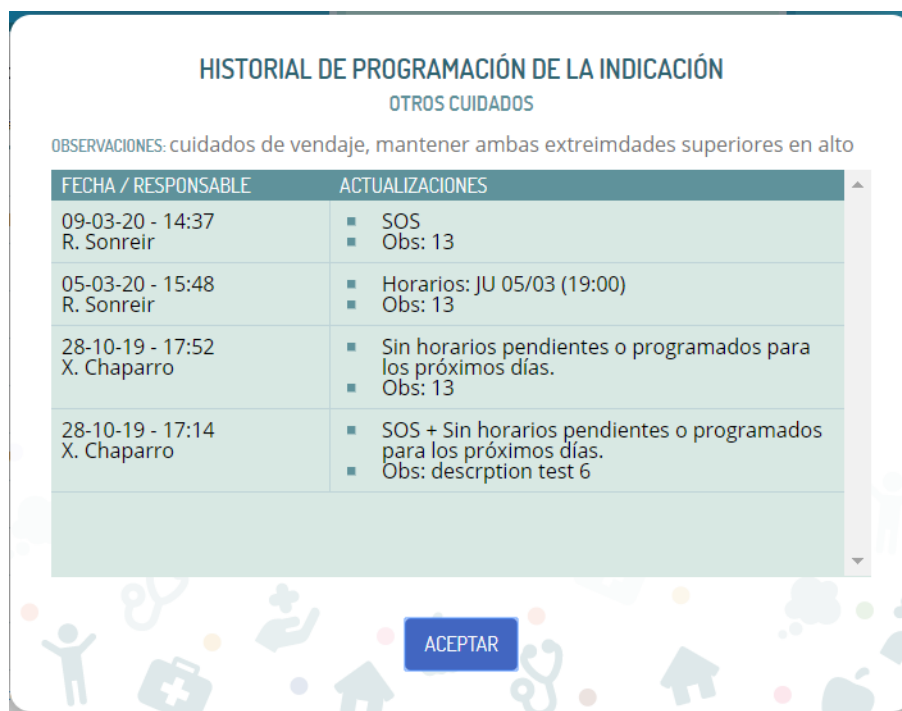 HISTORIAL DE PROGRAMACIÓN DE LA INDICACIÓN
OTROS CUIDADOS
OBSERVACIONES: cuidados de vendaje, mantener ambas extreimdades superiores en alto
FECHA / RESPONSABLE ACTUALIZACIONES
09-03-20 - 14:37 SOS
R. Sonreir Obs: 13
05-03-20 - 15:48 Horarios: JU 05/03 (19:00)
R. Sonreir Obs: 13
28-10-19 - 17:52 Sin horarios pendientes o programados para
X. Chaparro los próximos días.
Obs: 13
28-10-19 - 17:14 SOS + Sin horarios pendientes o programados
X. Chaparro para los próximos días.
Obs: descrption test 6
ACEPTAR